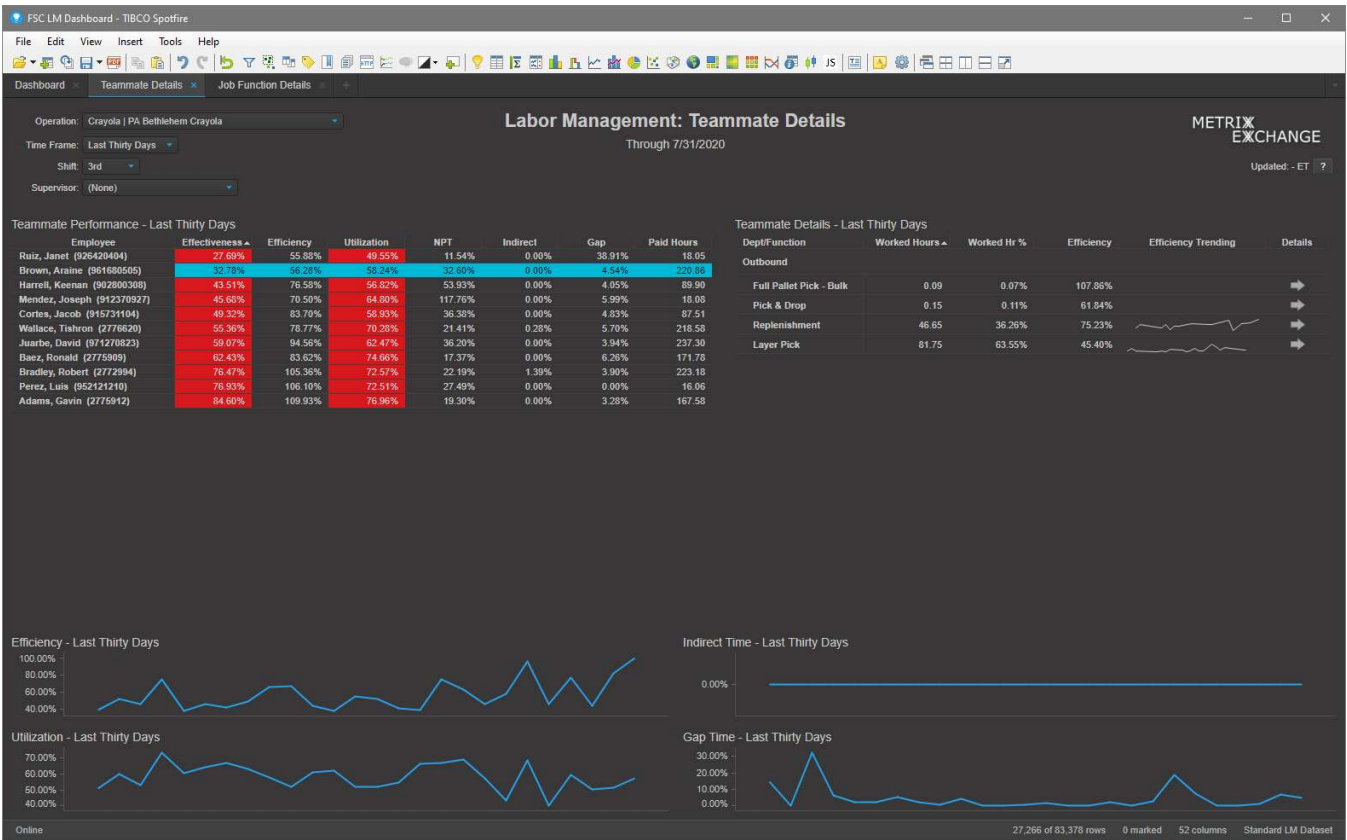 FSC LM Dashboard - TIBCO Spotfire
File Edit View Insert Tools Help
Dashboard Teammate Details Job Function Details
Operation: Crayola | PA Bethlehem Crayola
Labor Management: Teammate Details
METRIX EXCHANGE
Time Frame: Last Thirty Days
Through 7/31/2020
Shift: 3rd
Updated: - ET ?
Supervisor: (None)
Teammate Performance - Last Thirty Days
Employee Effectiveness Efficiency Utilization NPT Indirect Gap Paid Hours
Ruiz, Janet (926420404) 27.69% 55.88% 49.55% 11.54% 0.00% 38.91% 18.05
Brown, Araine (961680505) 32.78% 56.28% 58.24% 32.60% 0.00% 4.54% 220.86
Harrell, Keenan (902800308) 43.51% 76.58% 56.82% 53.93% 0.00% 4.05% 89.90
Mendez, Joseph (912370927) 45.68% 70.50% 64.80% 117.76% 0.00% 5.99% 18.08
Cortes, Jacob (915731104) 49.32% 83.70% 58.93% 36.38% 0.00% 4.83% 87.51
Wallace, Tishron (2776620) 55.36% 78.77% 70.28% 21.41% 0.28% 5.70% 218.58
Juarbe, David (971270823) 59.07% 94.56% 62.47% 36.20% 0.00% 3.94% 237.30
Baez, Ronald (2775909) 62.43% 83.62% 74.66% 17.37% 0.00% 6.26% 171.78
Bradley, Robert (2772994) 76.47% 105.36% 72.57% 22.19% 1.39% 3.90% 223.18
Perez, Luis (952121210) 76.93% 106.10% 72.51% 27.49% 0.00% 0.00% 16.06
Adams, Gavin (2775912) 84.60% 109.93% 76.96% 19.30% 0.00% 3.28% 167.58
Teammate Details - Last Thirty Days
Dept/Function Worked Hours Worked Hr % Efficiency Efficiency Trending Details
Outbound
Full Pallet Pick - Bulk 0.09 0.07% 107.86%
Pick & Drop 0.15 0.11% 61.84%
Replenishment 46.65 36.26% 75.23%
Layer Pick 81.75 63.55% 45.40%
Efficiency - Last Thirty Days
100.00%
80.00%
60.00%
40.00%
Indirect Time - Last Thirty Days
0.00%
Utilization - Last Thirty Days
70.00%
60.00%
50.00%
40.00%
Gap Time - Last Thirty Days
30.00%
20.00%
10.00%
0.00%
Online
27,266 of 83,378 rows 0 marked 52 columns Standard LM Dataset